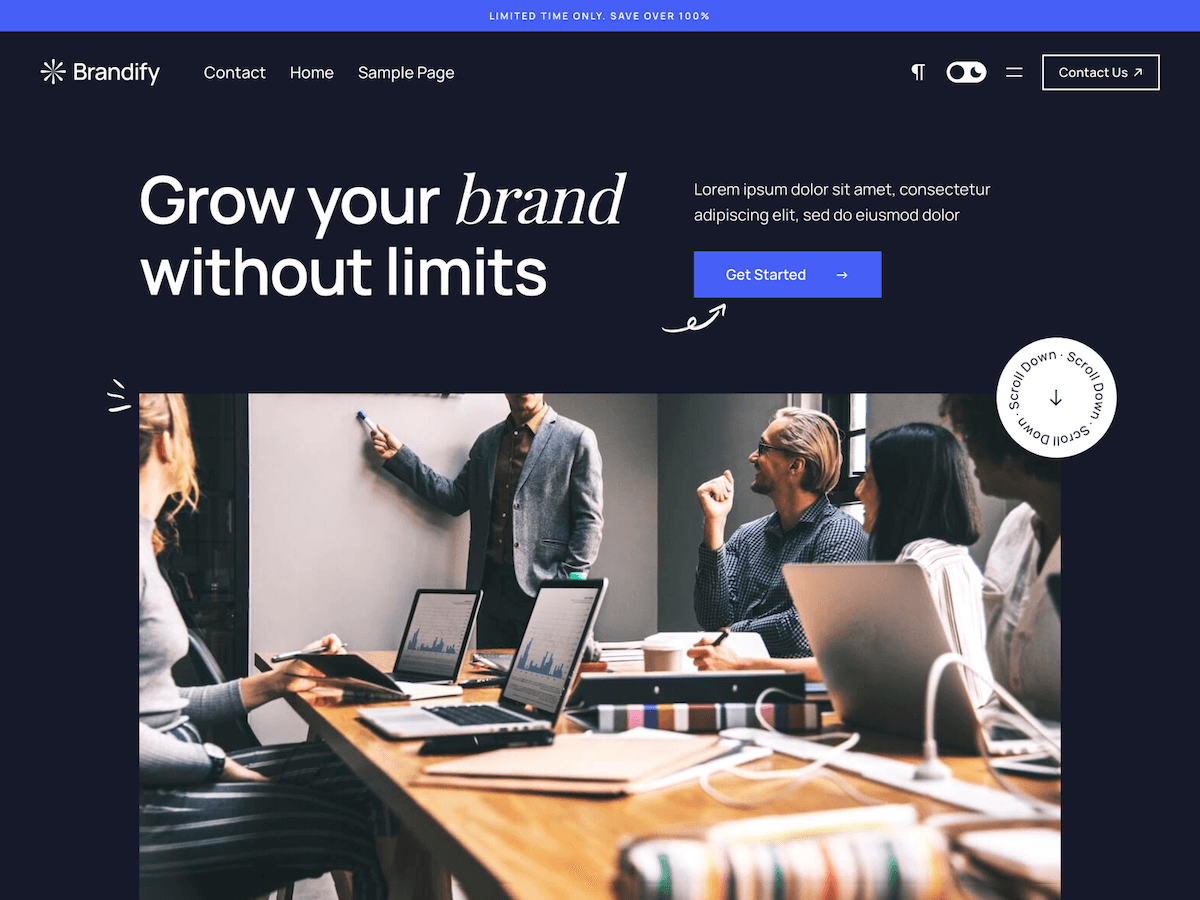 LIMITED TIME ONLY. SAVE OVER 100%
Brandify
Contact
Home
Sample Page
¶
Contact Us ↗
Grow your brand
without limits
Lorem ipsum dolor sit amet, consectetur
adipiscing elit, sed do eiusmod dolor
Get Started →
Scroll Down · Scroll Down · Scroll Down ·